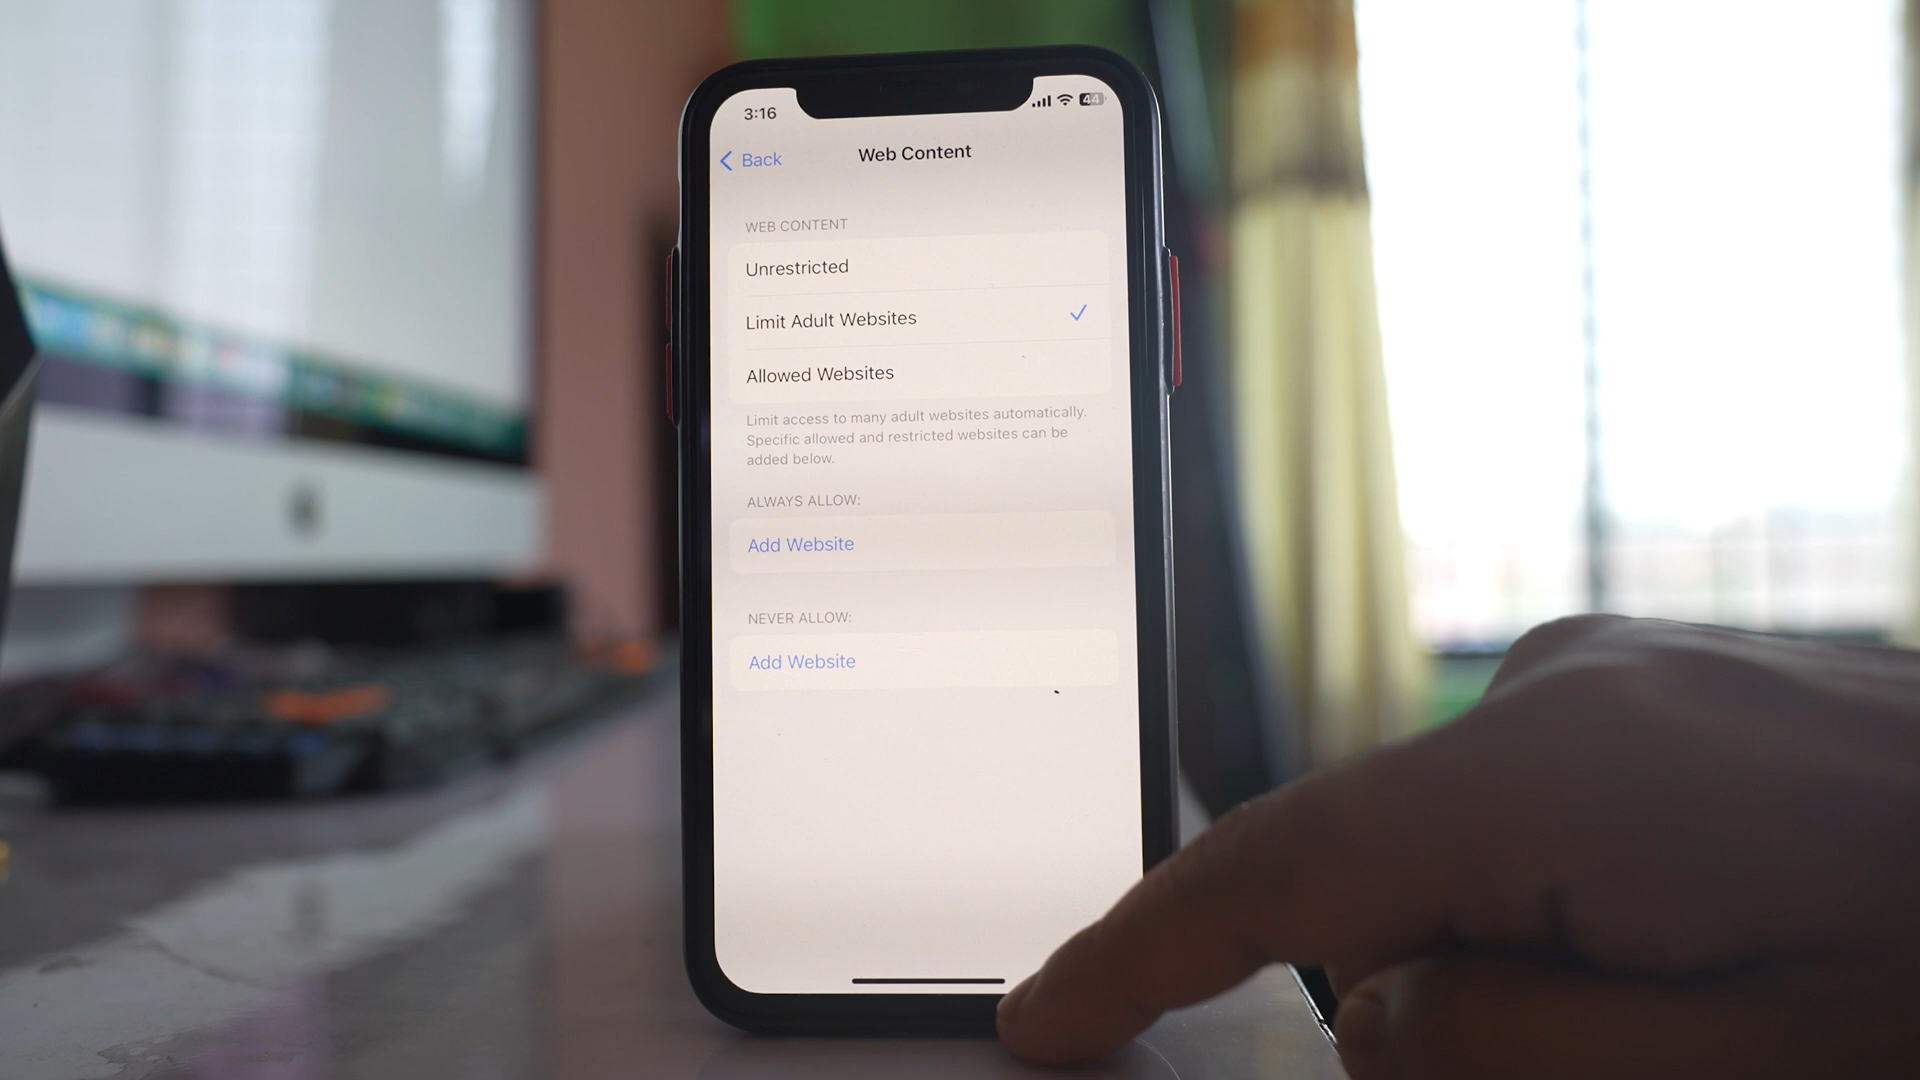 3:16
44
Back
Web Content
WEB CONTENT
Unrestricted
Limit Adult Websites
Allowed Websites
Limit access to many adult websites automatically.
Specific allowed and restricted websites can be
added below.
ALWAYS ALLOW:
Add Website
NEVER ALLOW:
Add Website